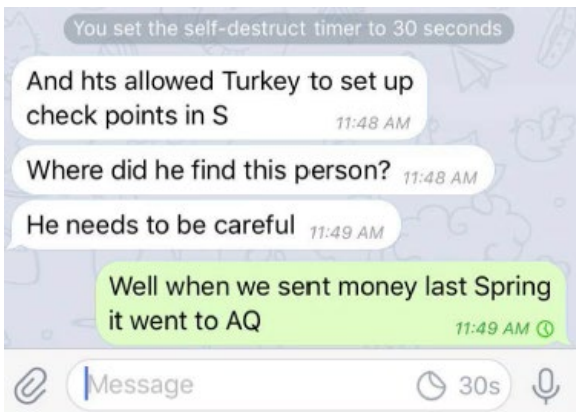 You set the self-destruct timer to 30 seconds
And hts allowed Turkey to set up
check points in S
11:48 AM
Where did he find this person? 11:48 AM
He needs to be careful 11:49 AM
Well when we sent money last Spring
it went to AQ
11:49 AM
Message
30s